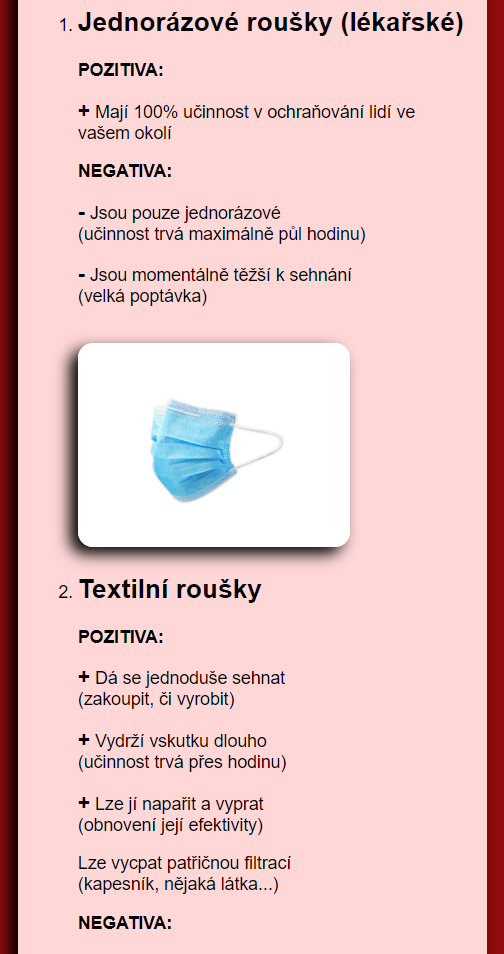 1. Jednorázové roušky (lékařské)
POZITIVA:
+ Mají 100% učinnost v ochraňování lidí ve
vašem okolí
NEGATIVA:
- Jsou pouze jednorázové
(učinnost trvá maximálně půl hodinu)
- Jsou momentálně těžší k sehnání
(velká poptávka)
2. Textilní roušky
POZITIVA:
+ Dá se jednoduše sehnat
(zakoupit, či vyrobit)
+ Vydrží vskutku dlouho
(učinnost trvá přes hodinu)
+ Lze jí napařit a vyprat
(obnovení její efektivity)
Lze vycpat patřičnou filtrací
(kapesník, nějaká látka...)
NEGATIVA: